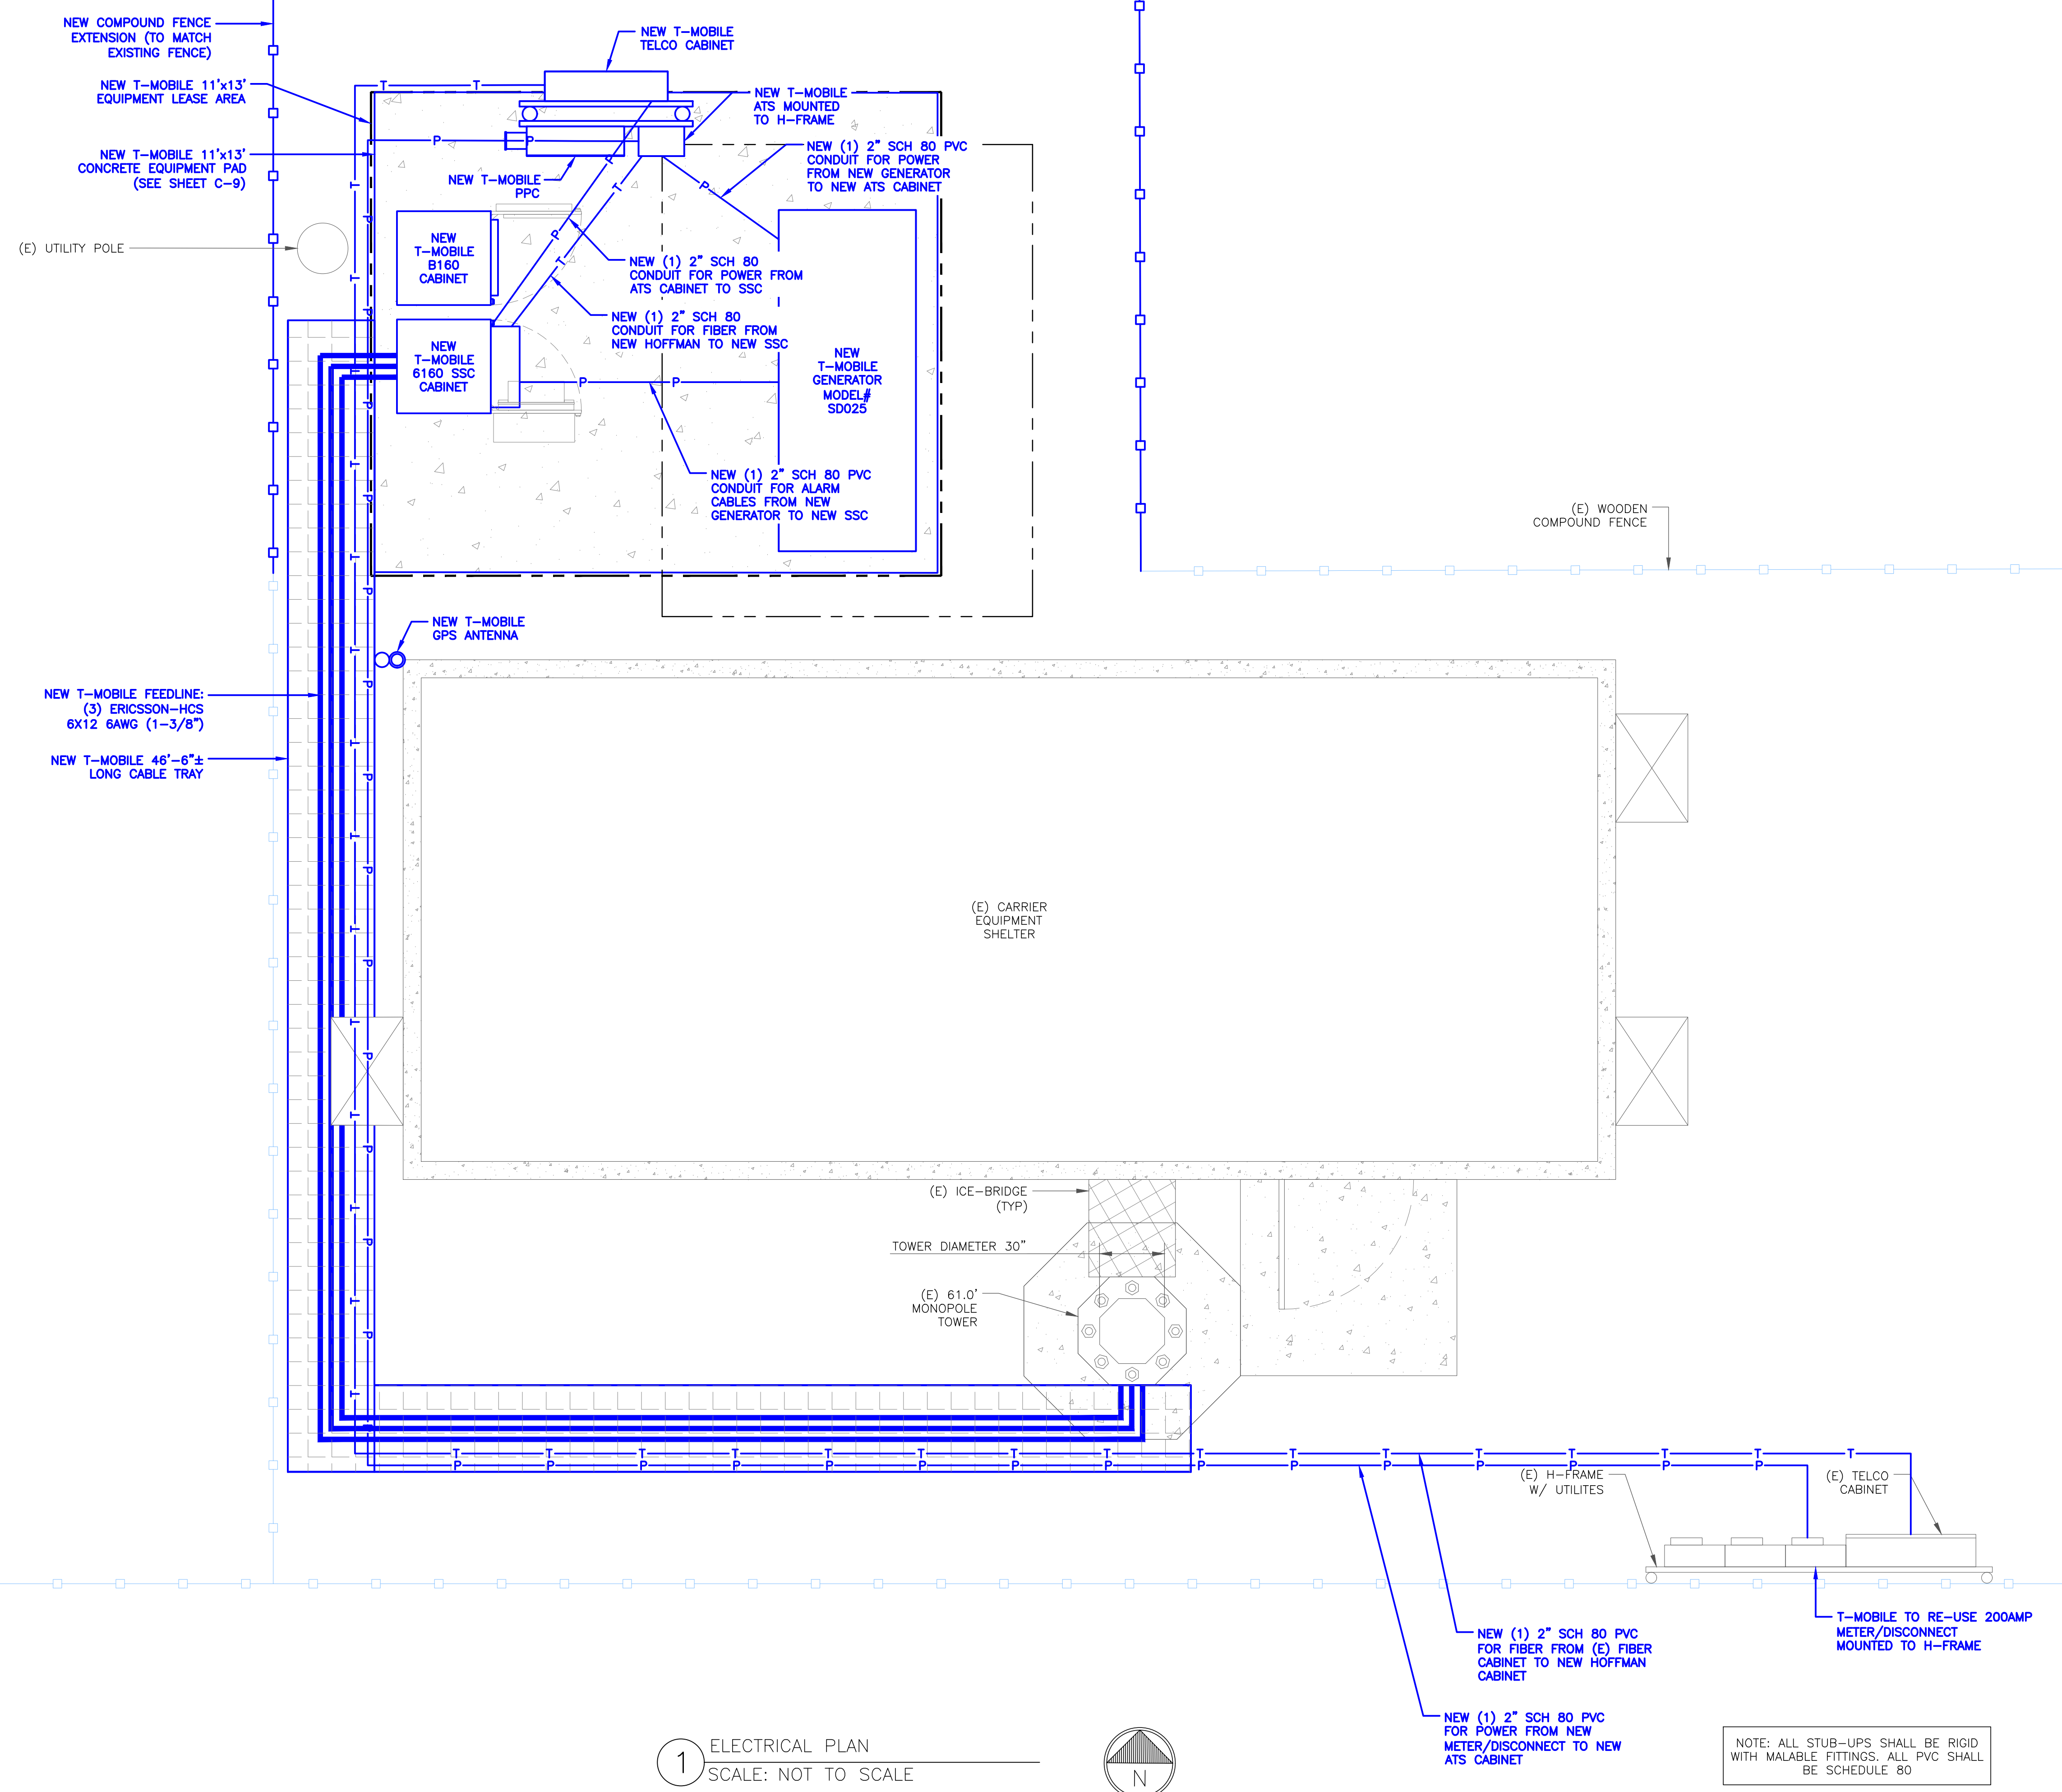 NEW COMPOUND FENCE
EXTENSION (TO MATCH
EXISTING FENCE)
NEW T-MOBILE
TELCO CABINET
NEW T-MOBILE 11'x13'
EQUIPMENT LEASE AREA
NEW T-MOBILE
ATS MOUNTED
TO H-FRAME
NEW T-MOBILE 11'x13'
CONCRETE EQUIPMENT PAD
(SEE SHEET C-9)
NEW (1) 2" SCH 80 PVC
CONDUIT FOR POWER
FROM NEW GENERATOR
TO NEW ATS CABINET
NEW T-MOBILE
PPC
(E) UTILITY POLE
NEW
T-MOBILE
B160
CABINET
NEW (1) 2" SCH 80
CONDUIT FOR POWER FROM
ATS CABINET TO SSC
NEW (1) 2" SCH 80
CONDUIT FOR FIBER FROM
NEW HOFFMAN TO NEW SSC
NEW
T-MOBILE
6160 SSC
CABINET
NEW
T-MOBILE
GENERATOR
MODEL#
SD025
NEW (1) 2" SCH 80 PVC
CONDUIT FOR ALARM
CABLES FROM NEW
GENERATOR TO NEW SSC
(E) WOODEN
COMPOUND FENCE
NEW T-MOBILE
GPS ANTENNA
NEW T-MOBILE FEEDLINE:
(3) ERICSSON-HCS
6X12 6AWG (1-3/8")
NEW T-MOBILE 46'-6"±
LONG CABLE TRAY
(E) CARRIER
EQUIPMENT
SHELTER
(E) ICE-BRIDGE
(TYP)
TOWER DIAMETER 30"
(E) 61.0'
MONOPOLE
TOWER
T T T T T T T T T T T T T T T T
P P P P P P P P P P P P P P P
(E) H-FRAME
W/ UTILITES
(E) TELCO
CABINET
T-MOBILE TO RE-USE 200AMP
METER/DISCONNECT
MOUNTED TO H-FRAME
NEW (1) 2" SCH 80 PVC
FOR FIBER FROM (E) FIBER
CABINET TO NEW HOFFMAN
CABINET
NEW (1) 2" SCH 80 PVC
FOR POWER FROM NEW
METER/DISCONNECT TO NEW
ATS CABINET
1
ELECTRICAL PLAN
SCALE: NOT TO SCALE
N
NOTE: ALL STUB-UPS SHALL BE RIGID
WITH MALABLE FITTINGS. ALL PVC SHALL
BE SCHEDULE 80